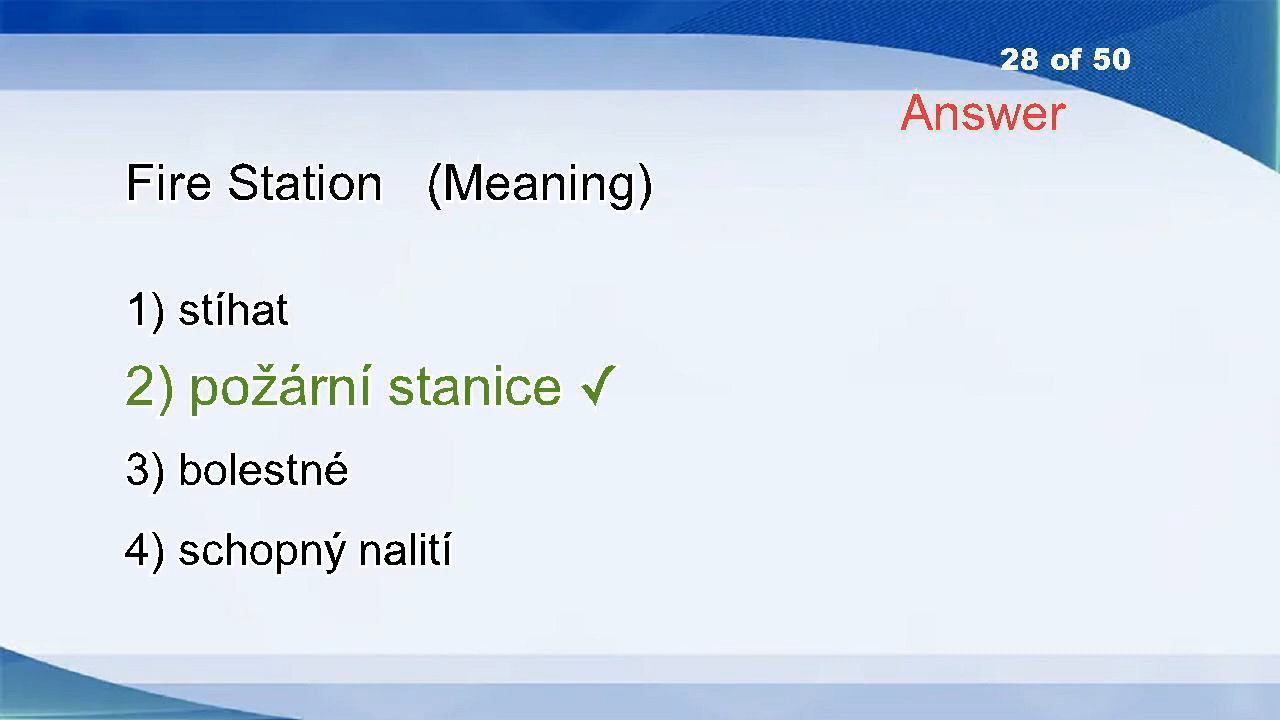 28 of 50
Answer
Fire Station (Meaning)
1) stíhat
2) požární stanice ✓
3) bolestné
4) schopný nalití